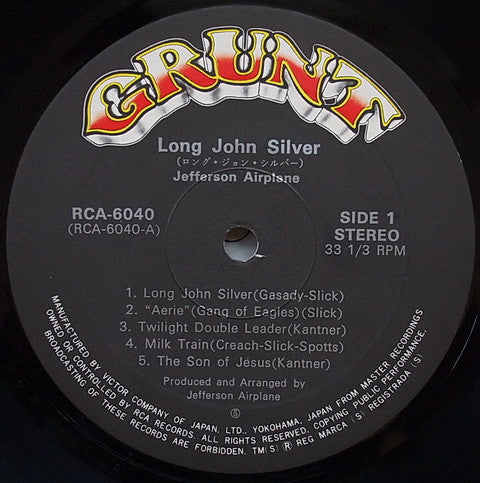 GRUNT
Long John Silver
(ロング・ジョン・シルバー)
Jefferson Airplane
RCA-6040
(RCA-6040-A)
SIDE 1
STEREO
33 1/3 RPM
1. Long John Silver(Gasady-Slick)
2. "Aerie"(Gang of Eagles)(Slick)
3. Twilight Double Leader(Kantner)
4. Milk Train(Creach-Slick-Spotts)
5. The Son of Jésus(Kantner)
Produced and Arranged by
Jefferson Airplane
Ⓢ
MANUFACTURED BY VICTOR COMPANY OF JAPAN, LTD., YOKOHAMA, JAPAN FROM MASTER RECORDINGS
OWNED OR CONTROLLED BY RCA RECORDS. ALL RIGHTS RESERVED. COPYING PUBLIC PERFORMANCE.
BROADCASTING OF THESE RECORDS ARE FORBIDDEN. TM(S) ® REG MARCA (S) REGISTRADA (S)